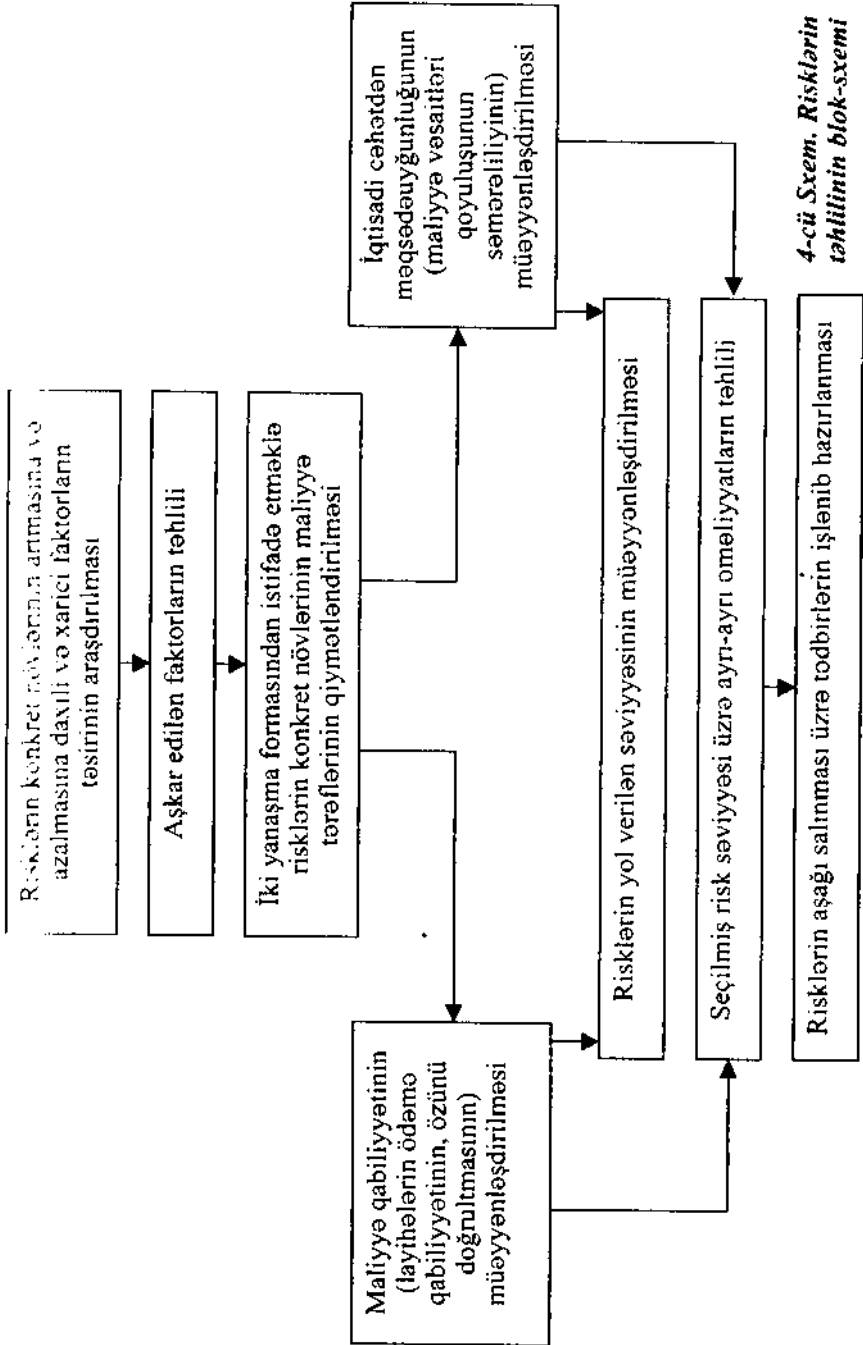 Risklərin konkret növlərinin artmasına və
azalmasına daxili və xarici faktorların
təsirinin araşdırılması
Aşkar edilən faktorların təhlili
İki yanaşma formasından istifadə etməklə
risklərin konkret növlərinin maliyyə
tərəflərinin qiymətləndirilməsi
Maliyyə qabiliyyətinin
(layihələrin ödəmə
qabiliyyətinin, özünü
doğrultmasının)
müəyyənləşdirilməsi
İqtisadi cəhətdən
məqsədəuyğunluğunun
(maliyyə vəsaitləri
qoyuluşunun
səmərəliliyinin)
müəyyənləşdirilməsi
Risklərin yol verilən səviyyəsinin müəyyənləşdirilməsi
Seçilmiş risk səviyyəsi üzrə ayrı-ayrı əməliyyatların təhlili
Risklərin aşağı salınması üzrə tədbirlərin işlənib hazırlanması
4-cü Sxem. Risklərin
təhlilinin blok-sxemi